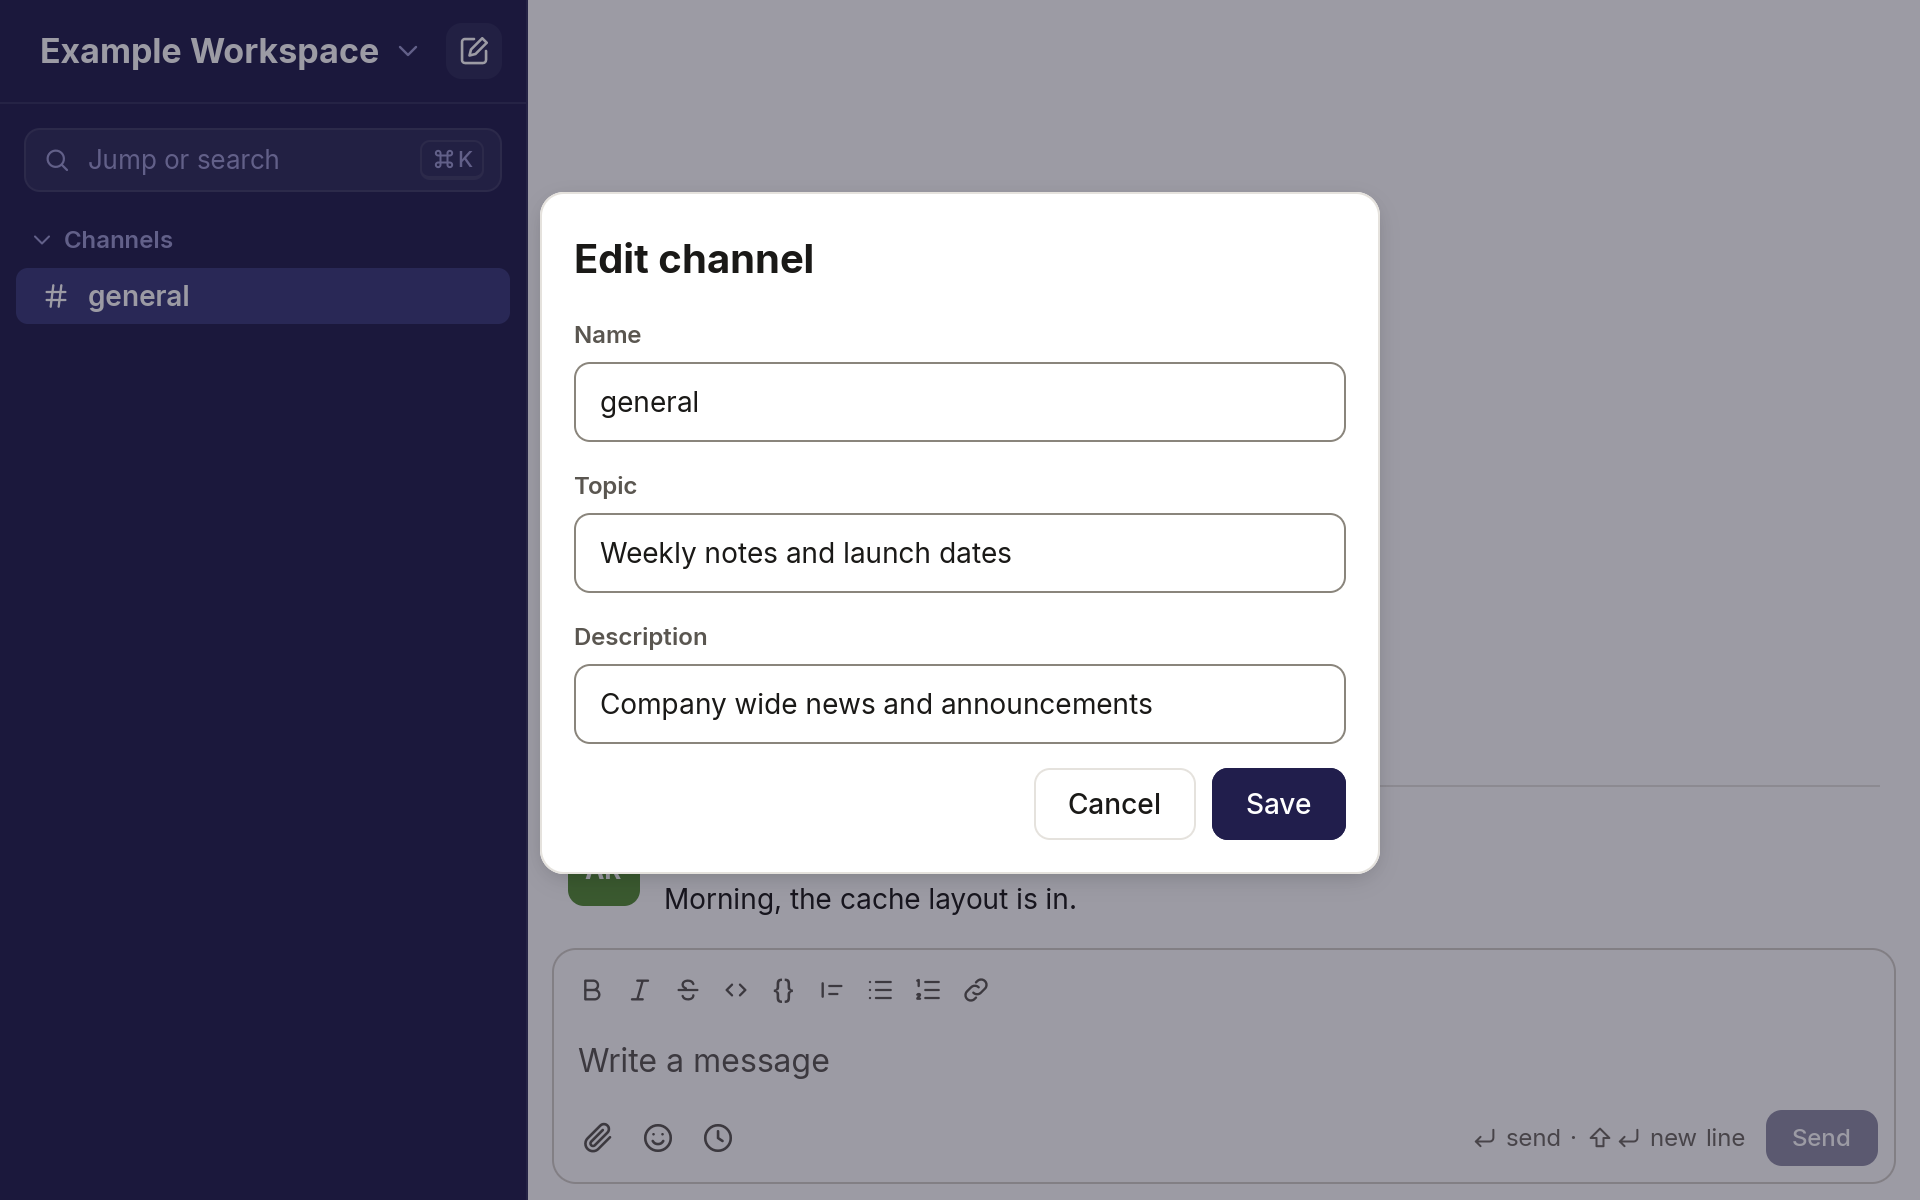 Example Workspace
Jump or search
⌘K
Channels
# general
Edit channel
Name
general
Topic
Weekly notes and launch dates
Description
Company wide news and announcements
Cancel
Save
Morning, the cache layout is in.
Write a message
send · new line
Send